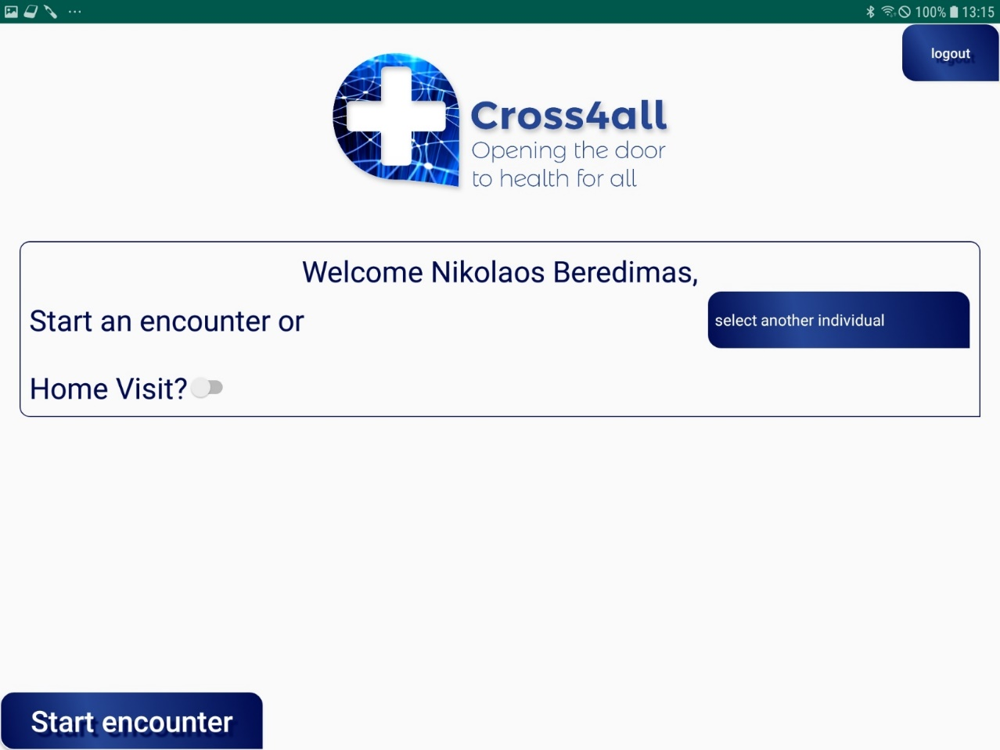 100% 13:15
logout
Cross4all
Opening the door
to health for all
Welcome Nikolaos Beredimas,
Start an encounter or
select another individual
Home Visit?
Start encounter